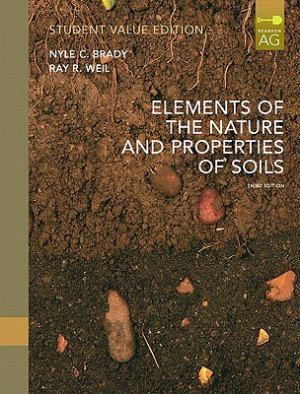 STUDENT VALUE EDITION
NYLE C. BRADY
RAY R. WEIL
PEARSON
AG
ELEMENTS OF
THE NATURE
AND PROPERTIES
OF SOILS
THIRD EDITION